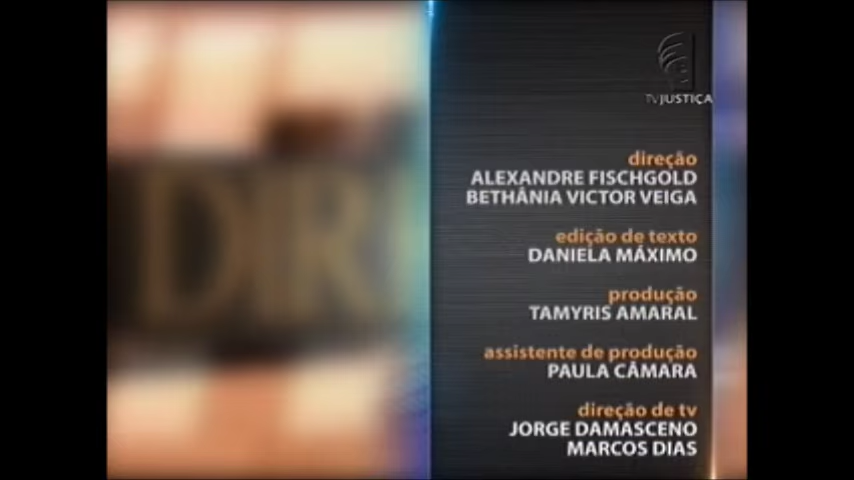 DIR
TV JUSTIÇA
direção
ALEXANDRE FISCHGOLD
BETHÂNIA VICTOR VEIGA
edição de texto
DANIELA MÁXIMO
produção
TAMYRIS AMARAL
assistente de produção
PAULA CÂMARA
direção de tv
JORGE DAMASCENO
MARCOS DIAS